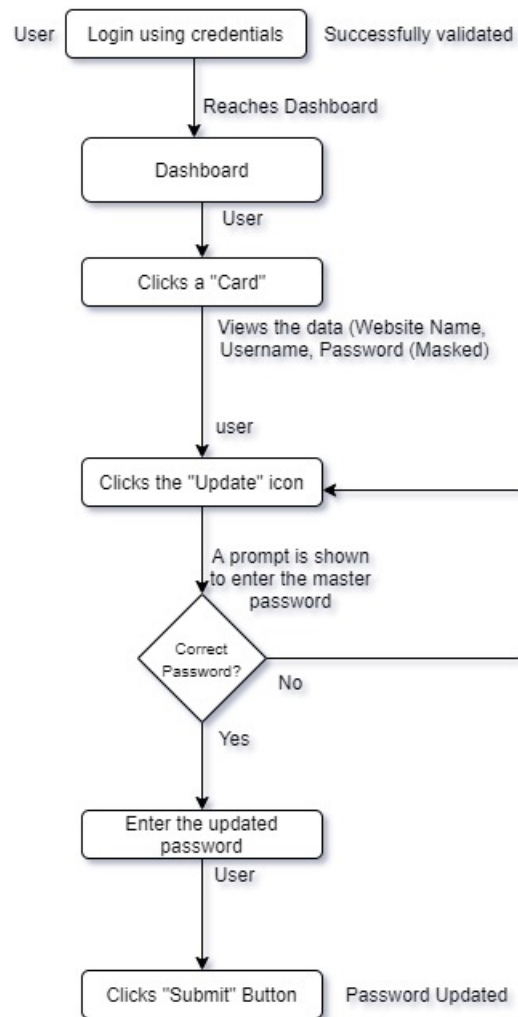 User
Login using credentials
Successfully validated
Reaches Dashboard
Dashboard
User
Clicks a "Card"
Views the data (Website Name,
Username, Password (Masked)
user
Clicks the "Update" icon
A prompt is shown
to enter the master
password
Correct
Password?
No
Yes
Enter the updated
password
User
Clicks "Submit" Button
Password Updated